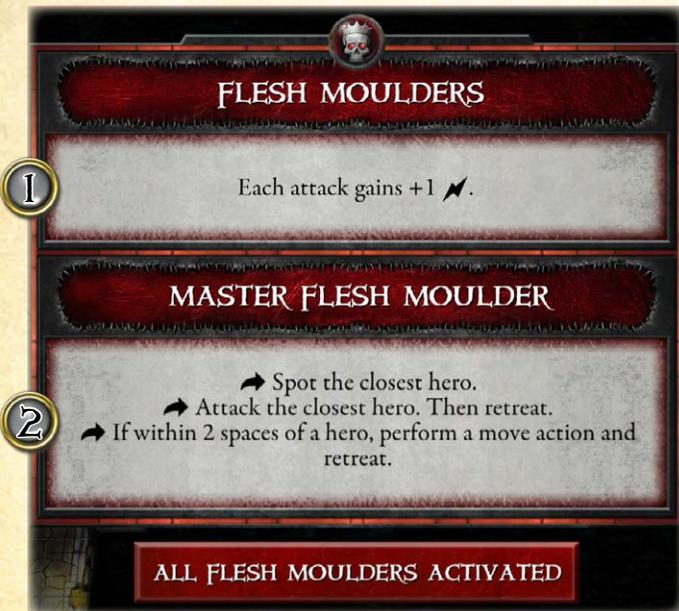 FLESH MOULDERS
1
Each attack gains +1 .
MASTER FLESH MOULDER
Spot the closest hero.
2
Attack the closest hero. Then retreat.
If within 2 spaces of a hero, perform a move action and
retreat.
ALL FLESH MOULDERS ACTIVATED